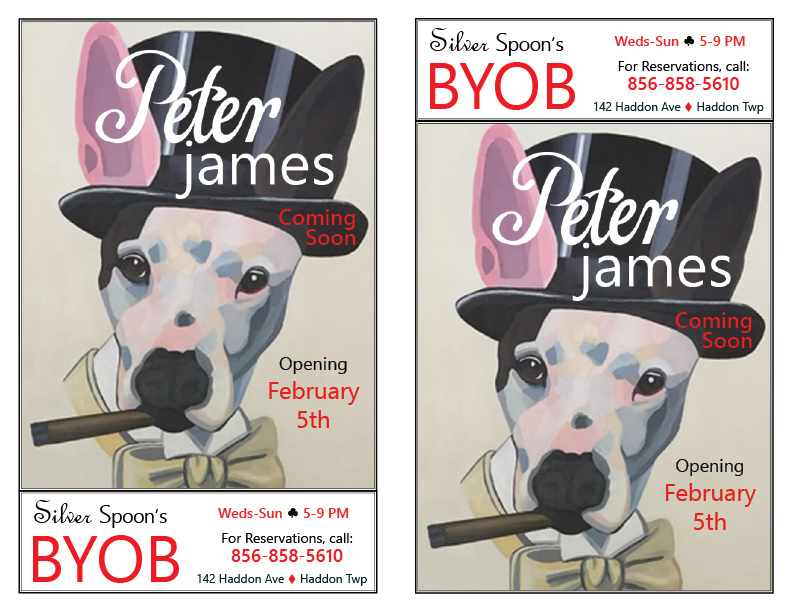 Peter
james
Coming
Soon
Opening
February
5th
Silver Spoon's
BYOB
Weds-Sun ♣ 5-9 PM
For Reservations, call:
856-858-5610
142 Haddon Ave ♦ Haddon Twp
Silver Spoon's
BYOB
Weds-Sun ♣ 5-9 PM
For Reservations, call:
856-858-5610
142 Haddon Ave ♦ Haddon Twp
Peter
james
Coming
Soon
Opening
February
5th